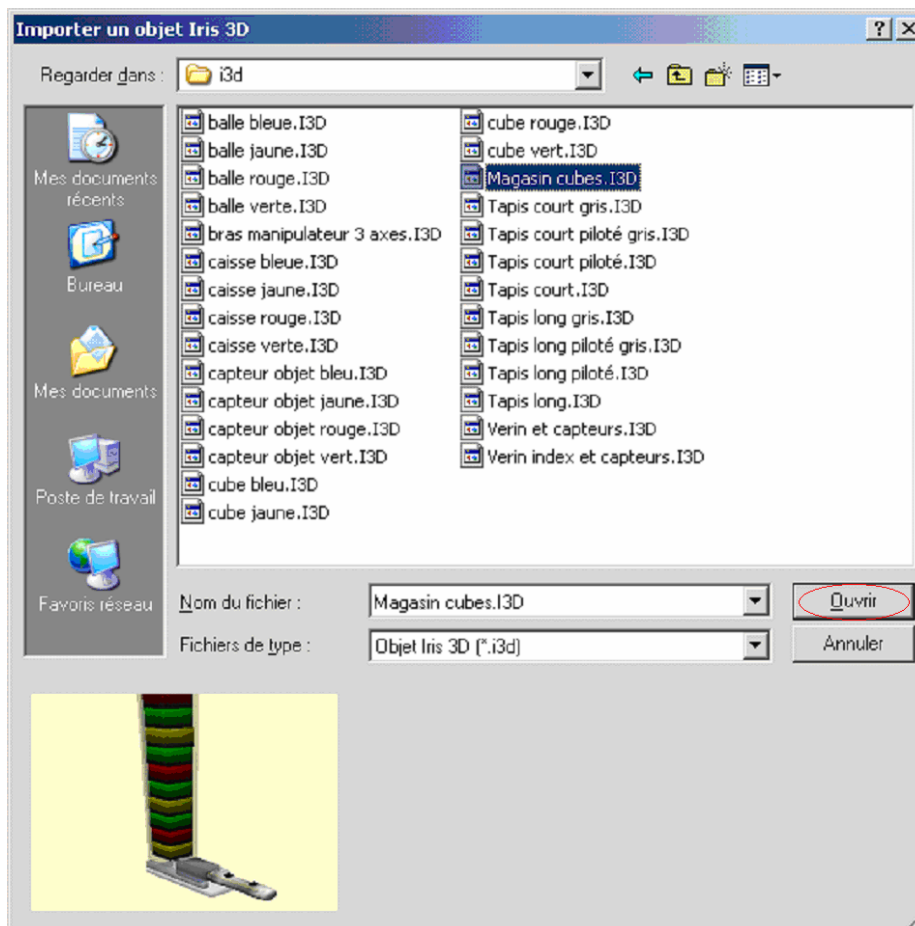 Importer un objet Iris 3D
Regarder dans :
i3d
Mes documents
récents
Bureau
Mes documents
Poste de travail
Favoris réseau
balle bleue.I3D
balle jaune.I3D
balle rouge.I3D
balle verte.I3D
bras manipulateur 3 axes.I3D
caisse bleue.I3D
caisse jaune.I3D
caisse rouge.I3D
caisse verte.I3D
capteur objet bleu.I3D
capteur objet jaune.I3D
capteur objet rouge.I3D
capteur objet vert.I3D
cube bleu.I3D
cube jaune.I3D
cube rouge.I3D
cube vert.I3D
Magasin cubes.I3D
Tapis court gris.I3D
Tapis court piloté gris.I3D
Tapis court piloté.I3D
Tapis court.I3D
Tapis long gris.I3D
Tapis long piloté gris.I3D
Tapis long piloté.I3D
Tapis long.I3D
Verin et capteurs.I3D
Verin index et capteurs.I3D
Nom du fichier :
Magasin cubes.I3D
Ouvrir
Fichiers de type :
Objet Iris 3D (*.i3d)
Annuler